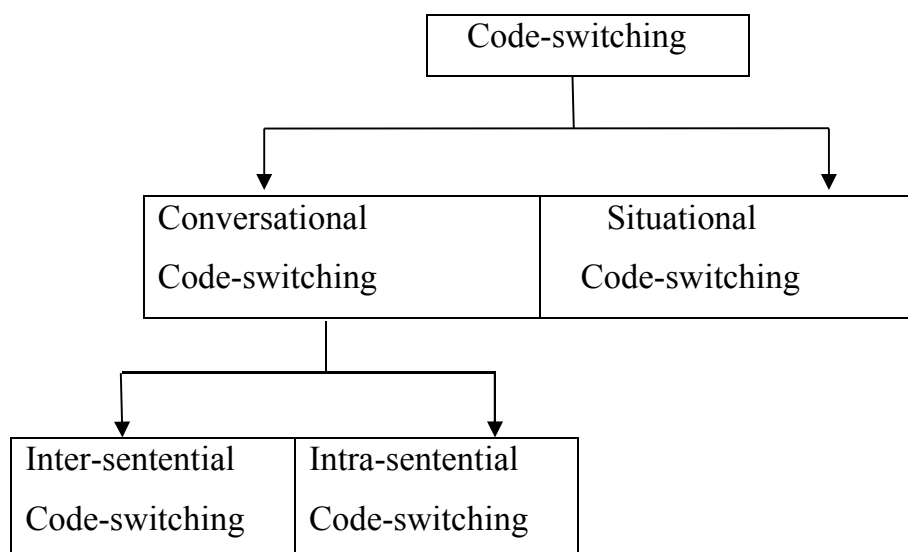 Code-switching
Conversational
Code-switching
Situational
Code-switching
Inter-sentential
Code-switching
Intra-sentential
Code-switching